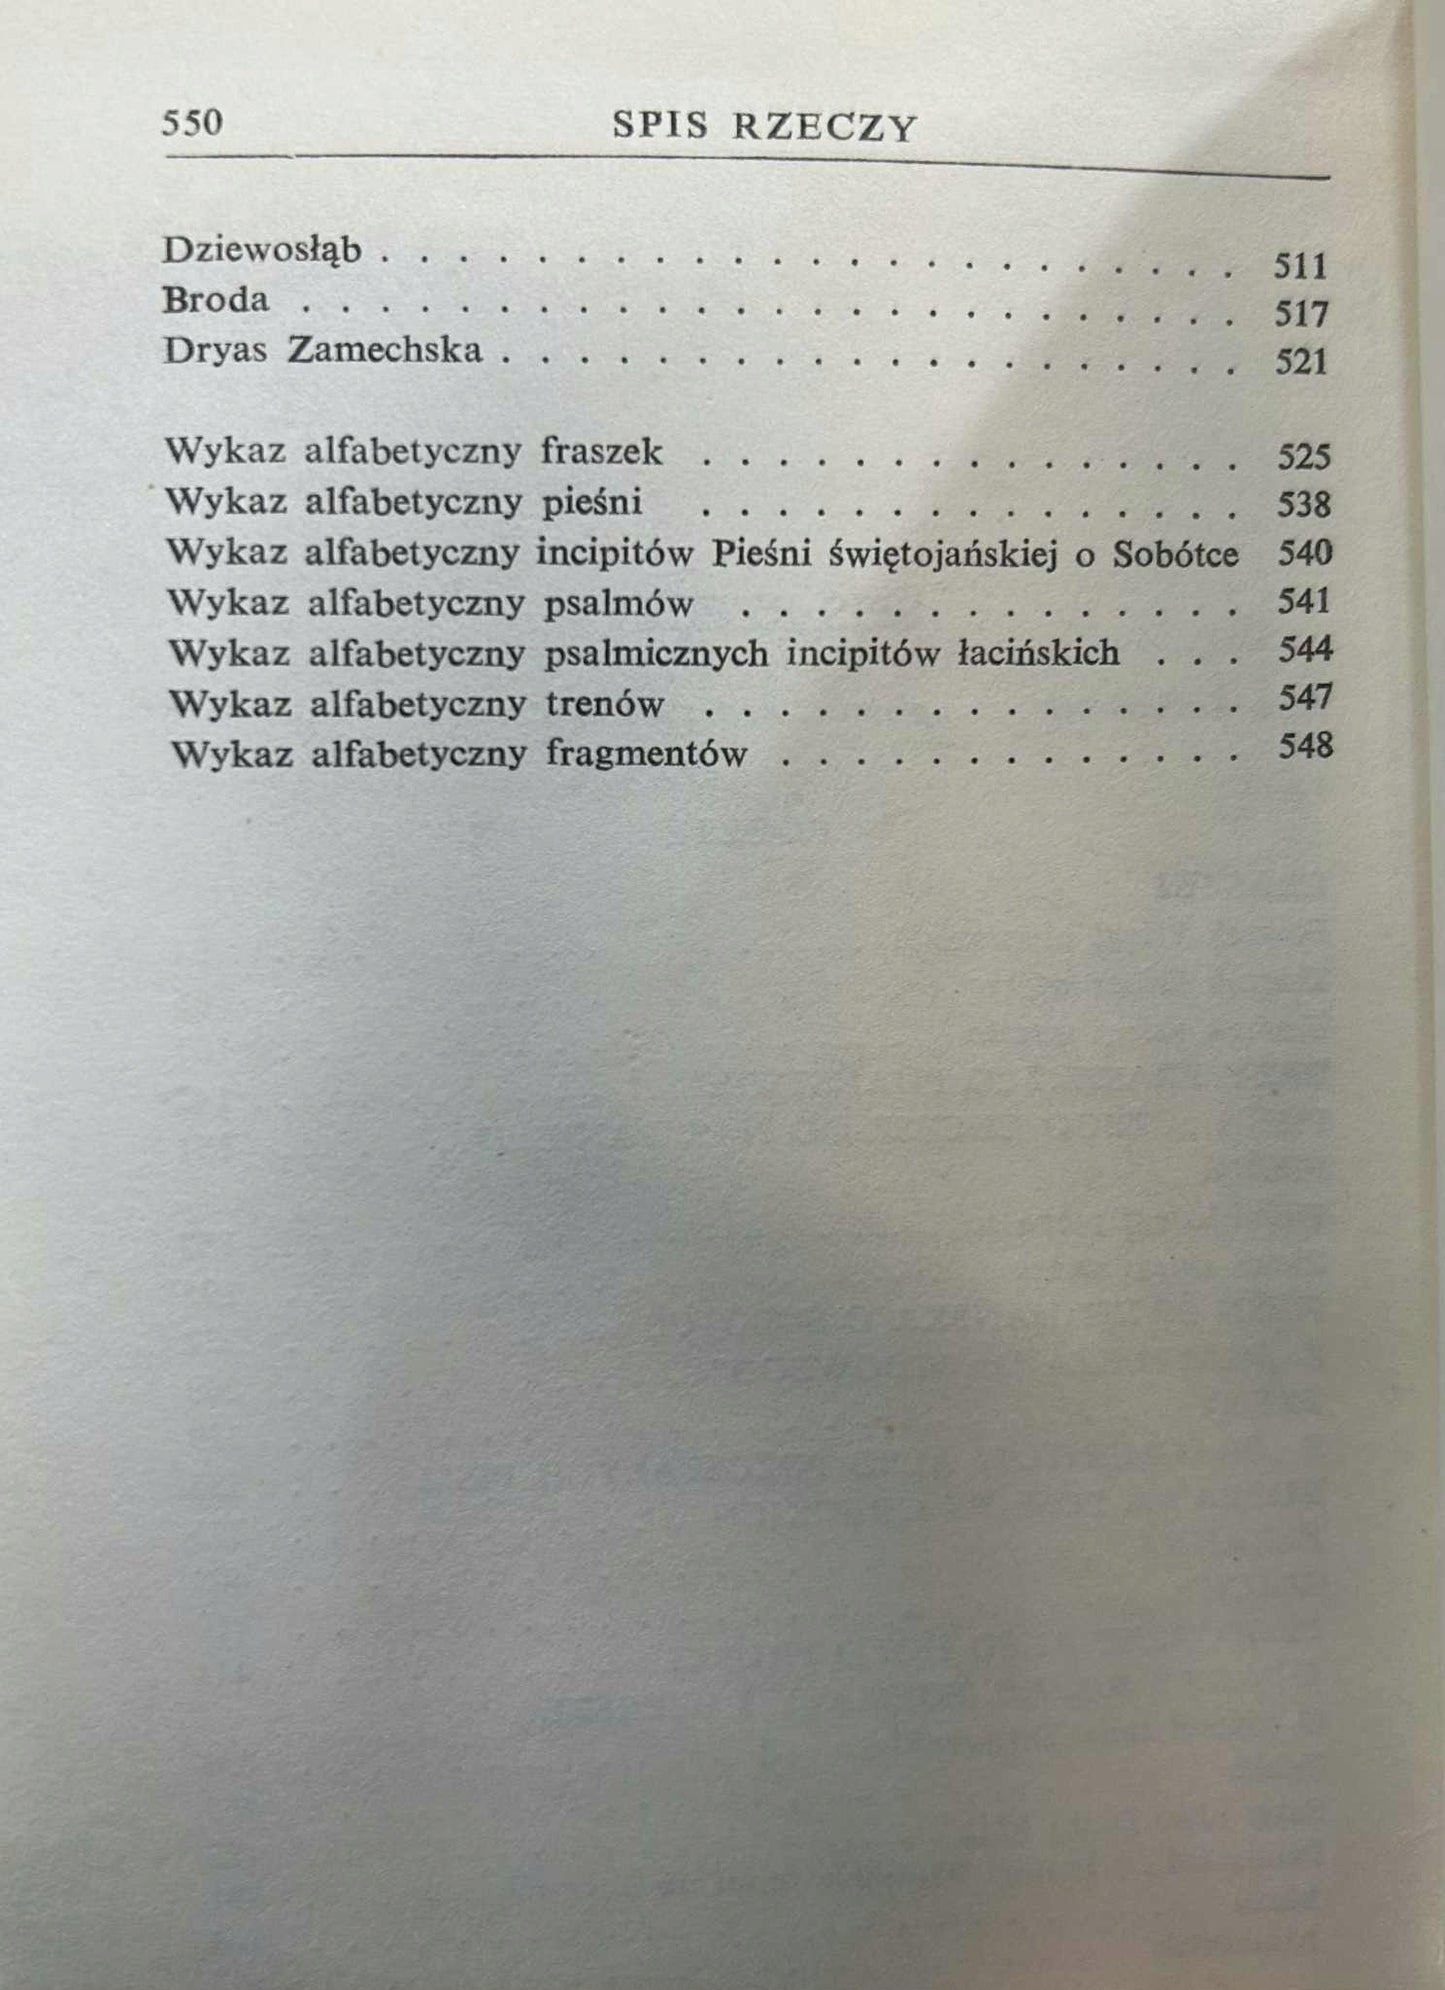 550 SPIS RZECZY
Dziewosłąb . . . . . . . . . . . . . . . . . . . . . . . 511
Broda . . . . . . . . . . . . . . . . . . . . . . . . . 517
Dryas Zamechska . . . . . . . . . . . . . . . . . . . . 521
Wykaz alfabetyczny fraszek . . . . . . . . . . . . . . . 525
Wykaz alfabetyczny pieśni . . . . . . . . . . . . . . . 538
Wykaz alfabetyczny incipitów Pieśni świętojańskiej o Sobótce 540
Wykaz alfabetyczny psalmów . . . . . . . . . . . . . . 541
Wykaz alfabetyczny psalmicznych incipitów łacińskich . . . 544
Wykaz alfabetyczny trenów . . . . . . . . . . . . . . . 547
Wykaz alfabetyczny fragmentów . . . . . . . . . . . . . 548